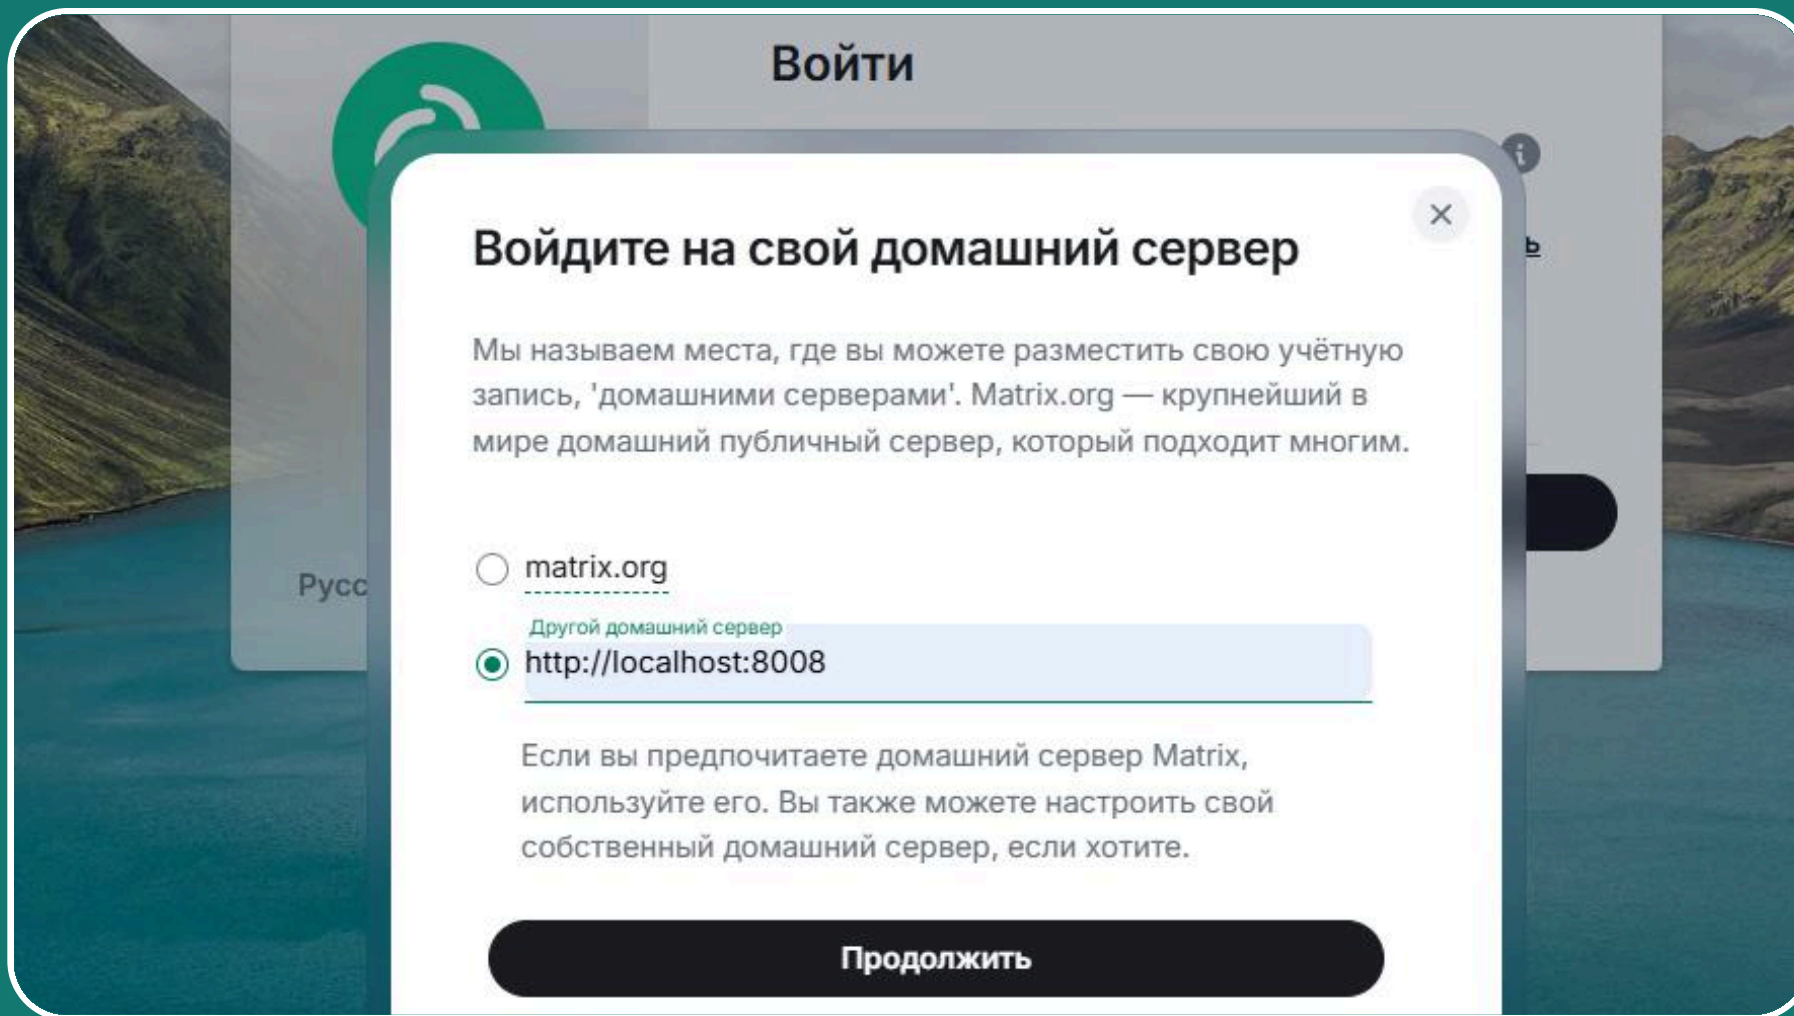 Войти
Войдите на свой домашний сервер
Мы называем места, где вы можете разместить свою учётную
запись, 'домашними серверами'. Matrix.org — крупнейший в
мире домашний публичный сервер, который подходит многим.
matrix.org
Другой домашний сервер
http://localhost:8008
Если вы предпочитаете домашний сервер Matrix,
используйте его. Вы также можете настроить свой
собственный домашний сервер, если хотите.
Продолжить